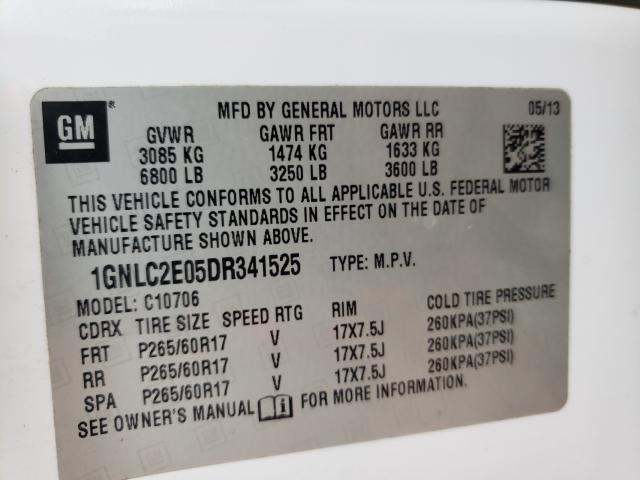 GM ®
MFD BY GENERAL MOTORS LLC 05/13
GVWR GAWR FRT GAWR RR
3085 KG 1474 KG 1633 KG
6800 LB 3250 LB 3600 LB
THIS VEHICLE CONFORMS TO ALL APPLICABLE U.S. FEDERAL MOTOR
VEHICLE SAFETY STANDARDS IN EFFECT ON THE DATE OF
MANUFACTURE SHOWN ABOVE.
1GNLC2E05DR341525 TYPE: M.P.V.
MODEL: C10706
CDRX TIRE SIZE SPEED RTG RIM COLD TIRE PRESSURE
FRT P265/60R17 V 17X7.5J 260KPA(37PSI)
RR P265/60R17 V 17X7.5J 260KPA(37PSI)
SPA P265/60R17 V 17X7.5J 260KPA(37PSI)
SEE OWNER'S MANUAL i FOR MORE INFORMATION.